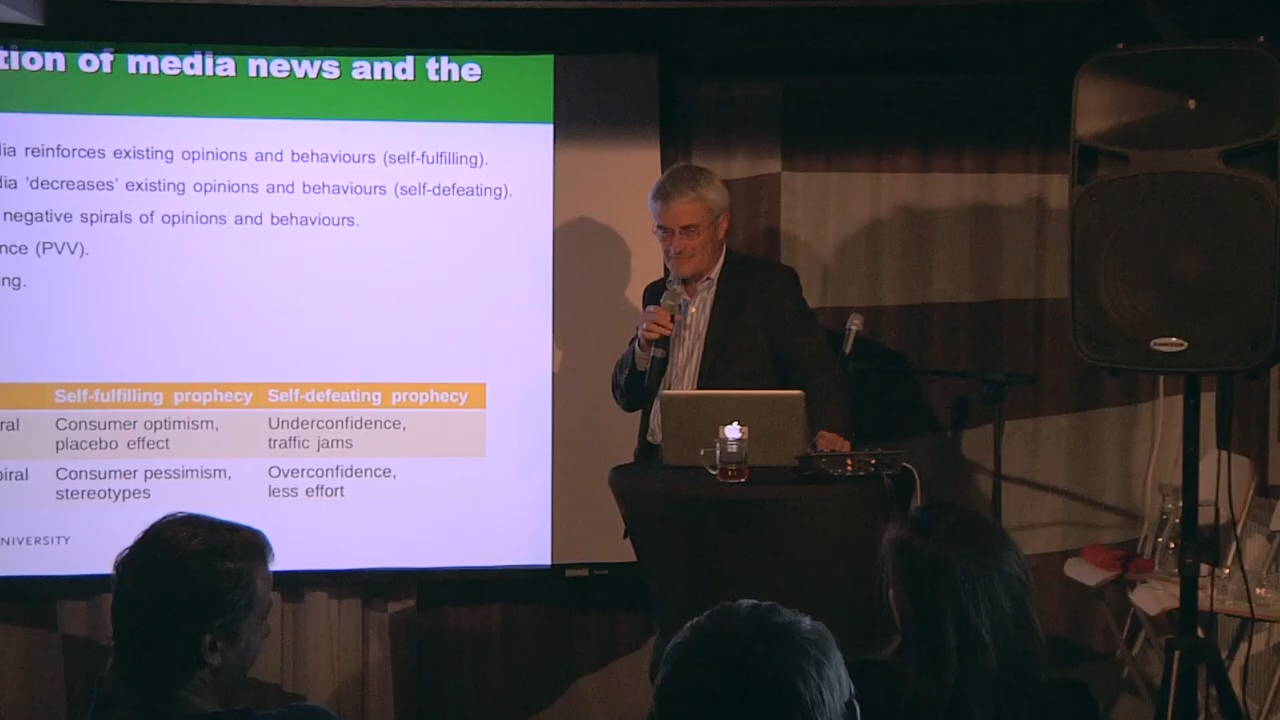 tion of media news and the
dia reinforces existing opinions and behaviours (self-fulfilling).
dia 'decreases' existing opinions and behaviours (self-defeating).
negative spirals of opinions and behaviours.
nce (PVV).
ng.
Self-fulfilling prophecy Self-defeating prophecy
ral Consumer optimism, Underconfidence,
placebo effect traffic jams
piral Consumer pessimism, Overconfidence,
stereotypes less effort
NIVERSITY